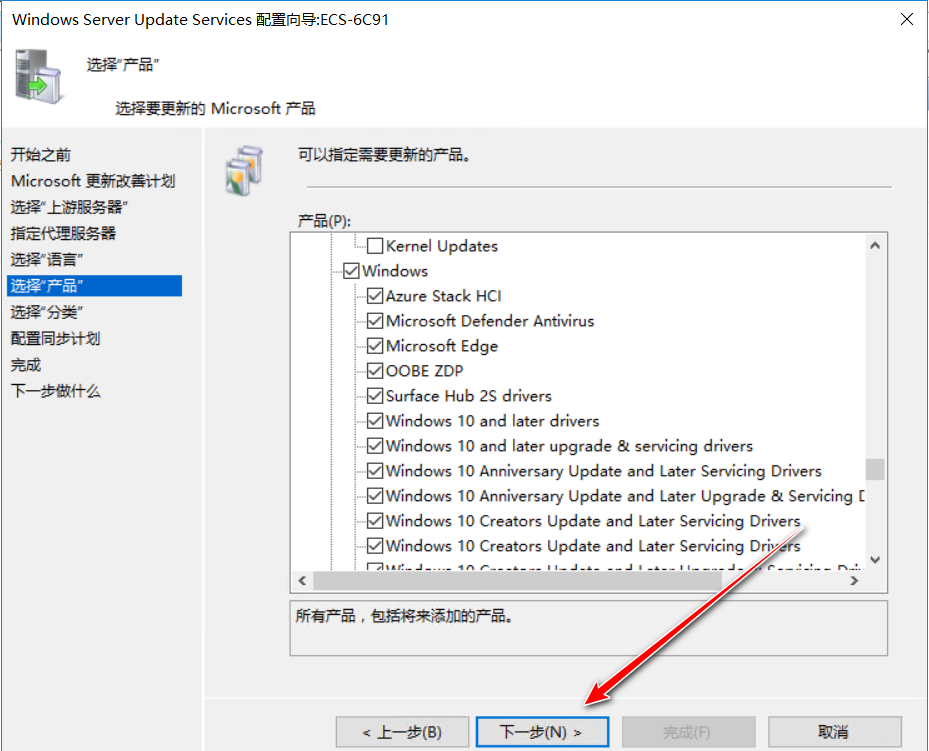 Windows Server Update Services 配置向导:ECS-6C91
选择“产品”
选择要更新的 Microsoft 产品
开始之前
Microsoft 更新改善计划
选择“上游服务器”
指定代理服务器
选择“语言”
选择“产品”
选择“分类”
配置同步计划
完成
下一步做什么
可以指定需要更新的产品。
产品(P):
Kernel Updates
Windows
Azure Stack HCI
Microsoft Defender Antivirus
Microsoft Edge
OOBE ZDP
Surface Hub 2S drivers
Windows 10 and later drivers
Windows 10 and later upgrade & servicing drivers
Windows 10 Anniversary Update and Later Servicing Drivers
Windows 10 Anniversary Update and Later Upgrade & Servicing
Windows 10 Creators Update and Later Servicing Drivers
Windows 10 Creators Update and Later Servicing Drivers
Windows 10 Creators Update and Later Upgrade & Servicing
所有产品，包括将来添加的产品。
< 上一步(B)
下一步(N) >
完成(F)
取消